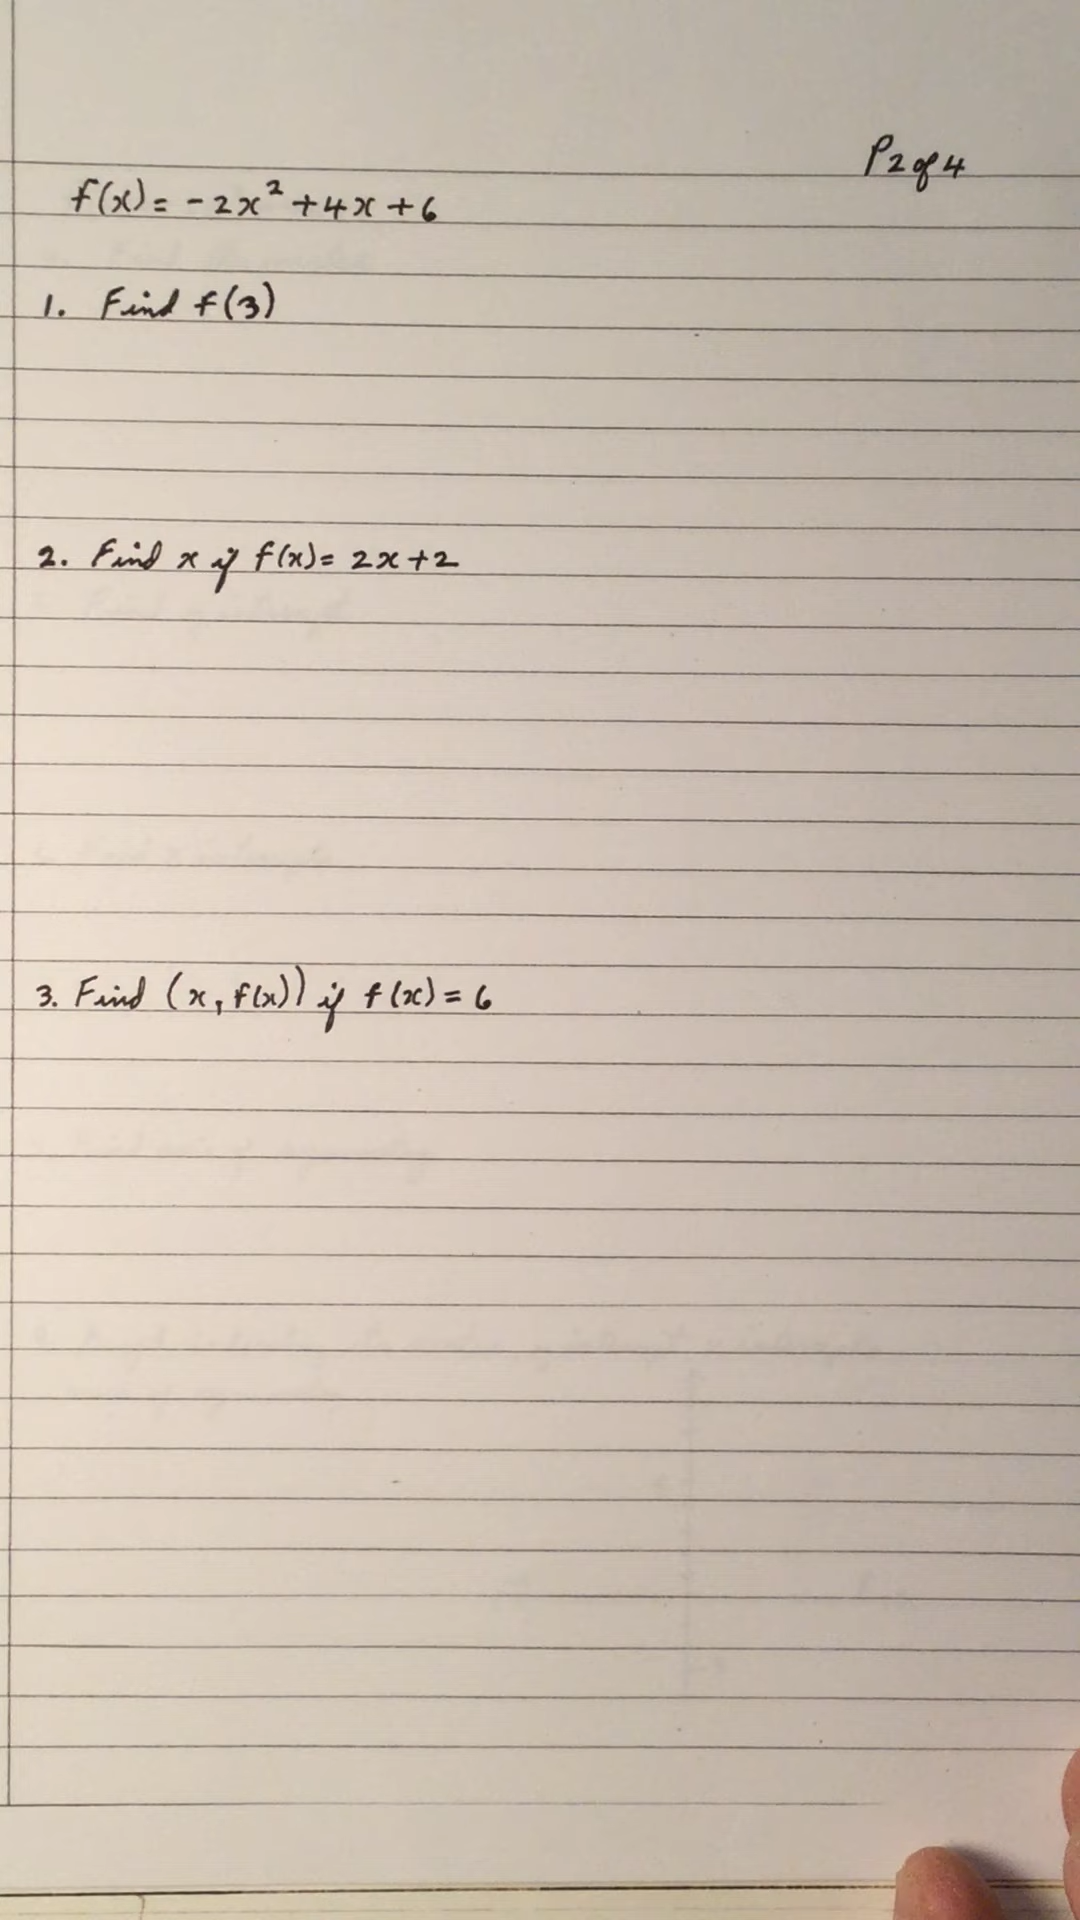 P2 of 4
f(x) = -2x² + 4x + 6
1. Find f(3)
2. Find x if f(x) = 2x + 2
3. Find (x, f(x)) if f(x) = 6